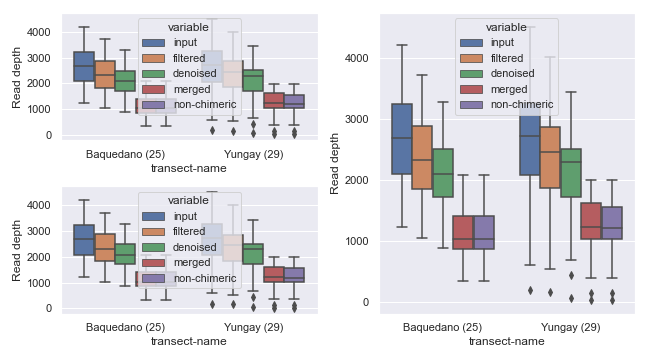 4000
3000
2000
1000
0
Read depth
variable
input
filtered
denoised
merged
non-chimeric
Baquedano (25)
Yungay (29)
transect-name
4000
3000
2000
1000
0
Read depth
variable
input
filtered
denoised
merged
non-chimeric
Baquedano (25)
Yungay (29)
transect-name
4000
3000
2000
1000
0
Read depth
variable
input
filtered
denoised
merged
non-chimeric
Baquedano (25)
Yungay (29)
transect-name